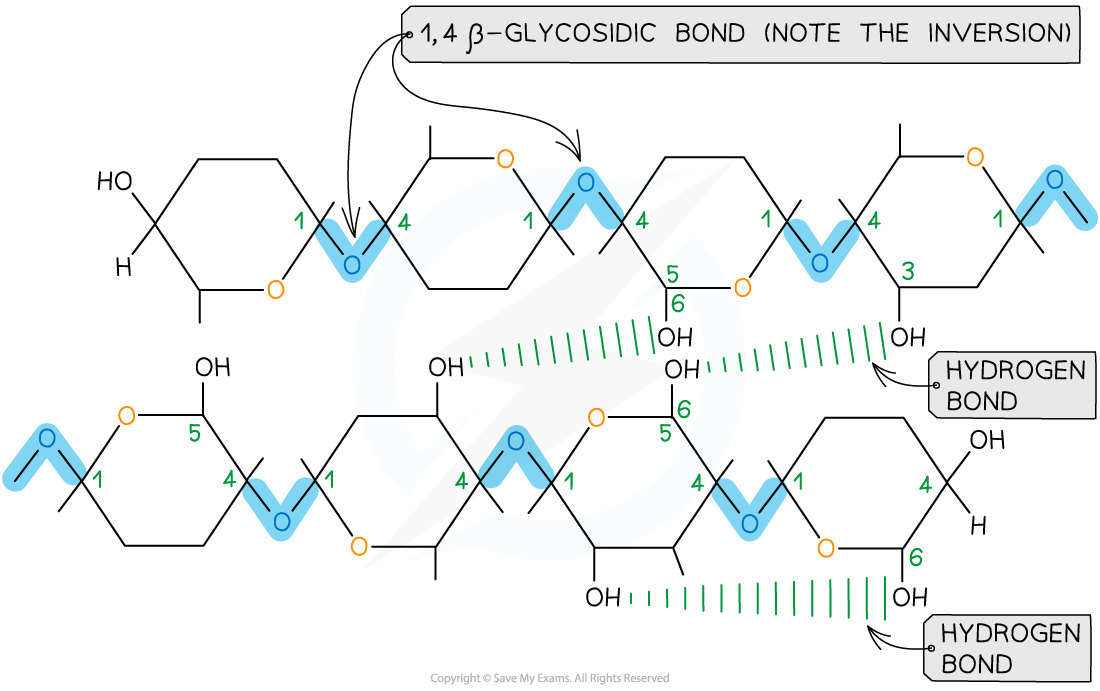 1,4 β-GLYCOSIDIC BOND (NOTE THE INVERSION)
HO
H
O
1
O
4
O
1
O
4
5
6
OH
O
1
O
4
3
OH
O
1
O
HYDROGEN
BOND
O
1
O
OH
5
4
O
1
O
OH
4
O
1
O
OH
6
5
OH
4
O
1
O
OH
4
H
6
OH
HYDROGEN
BOND
Copyright © Save My Exams. All Rights Reserved